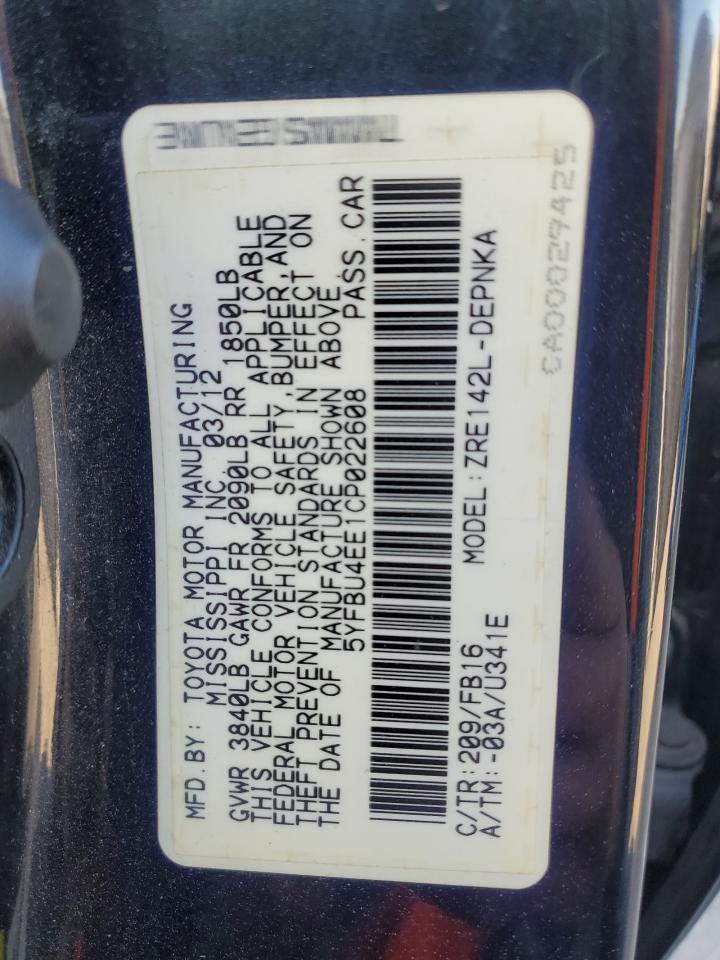 MFD.BY: TOYOTA MOTOR MANUFACTURING
MISSISSIPPI INC 03/12
GVWR 3840LB GAWR FR 2090LB RR 1850LB
THIS VEHICLE CONFORMS TO ALL APPLICABLE
FEDERAL MOTOR VEHICLE SAFETY,BUMPER,AND
THEFT PREVENTION STANDARDS IN EFFECT ON
THE DATE OF MANUFACTURE SHOWN ABOVE.
5YFBU4EE1CP022608 PASS.CAR
C/TR:209/FB16 MODEL:ZRE142L-DEPNKA
A/TM:-03A/U341E
CA00029425